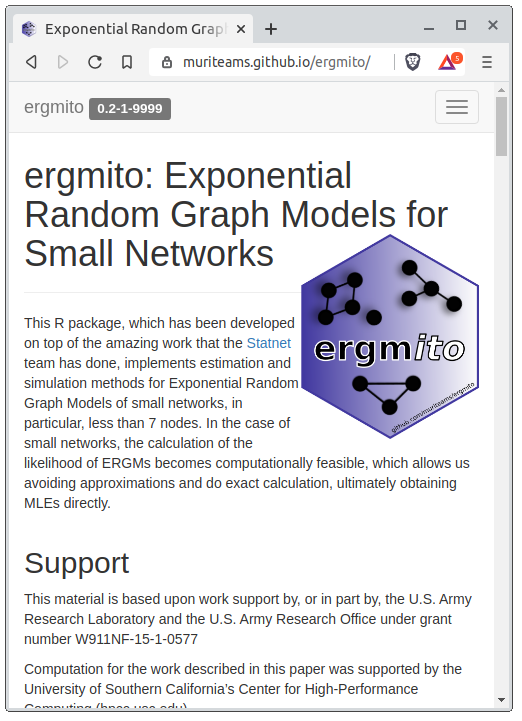 Exponential Random Grap
muriteams.github.io/ergmito/
5
ergmito 0.2-1-9999
ergmito: Exponential
Random Graph Models for
Small Networks
ergmito
github.com/muriteams/ergmito
This R package, which has been developed
on top of the amazing work that the Statnet
team has done, implements estimation and
simulation methods for Exponential Random
Graph Models of small networks, in
particular, less than 7 nodes. In the case of
small networks, the calculation of the
likelihood of ERGMs becomes computationally feasible, which allows us
avoiding approximations and do exact calculation, ultimately obtaining
MLEs directly.
Support
This material is based upon work support by, or in part by, the U.S. Army
Research Laboratory and the U.S. Army Research Office under grant
number W911NF-15-1-0577
Computation for the work described in this paper was supported by the
University of Southern California’s Center for High-Performance
Computing (hpcc.usc.edu)